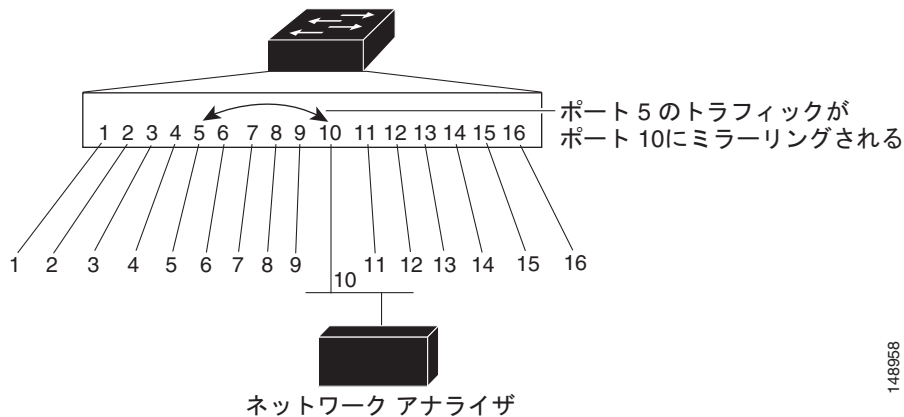 ポート 5 のトラフィックが
ポート 10にミラーリングされる
1 2 3 4 5 6 7 8 9 10 11 12 13 14 15 16
1 2 3 4 5 6 7 8 9 11 12 13 14 15 16
10
ネットワーク アナライザ
148958